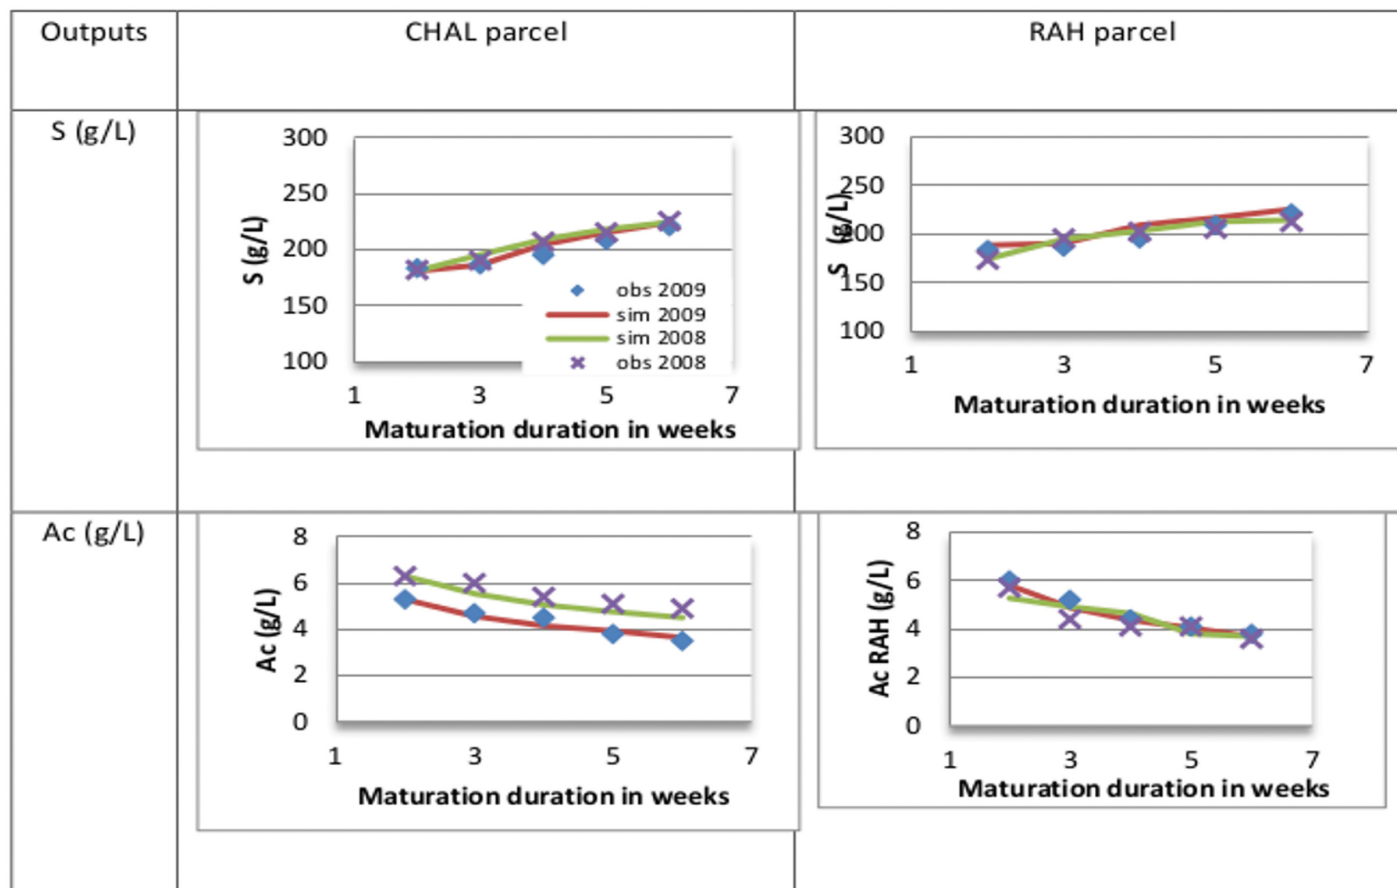 Outputs
CHAL parcel
RAH parcel
S (g/L)
300
250
200
150
100
S (g/L)
obs 2009
sim 2009
sim 2008
obs 2008
1 3 5 7
Maturation duration in weeks
300
250
200
150
100
S (g/L)
1 3 5 7
Maturation duration in weeks
Ac (g/L)
8
6
4
2
0
Ac (g/L)
1 3 5 7
Maturation duration in weeks
8
6
4
2
0
Ac RAH (g/L)
1 3 5 7
Maturation duration in weeks